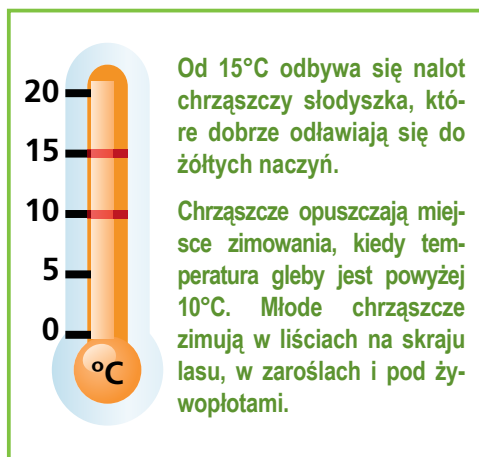 20
15
10
5
0
ºC
Od 15°C odbywa się nalot
chrząszczy słodyszka, któ-
re dobrze odławiają się do
żółtych naczyń.
Chrząszcze opuszczają miej-
sce zimowania, kiedy tem-
peratura gleby jest powyżej
10°C. Młode chrząszcze
zimują w liściach na skraju
lasu, w zaroślach i pod ży-
wopłotami.